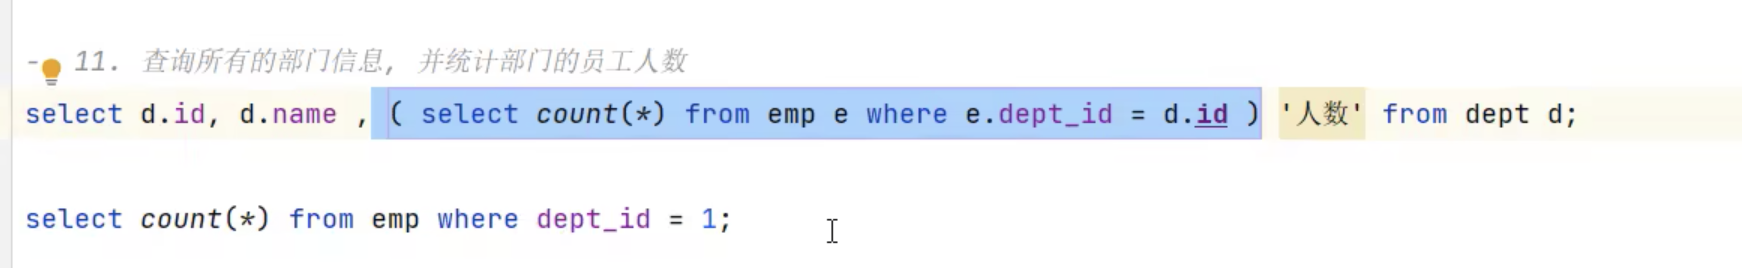 - 11. 查询所有的部门信息, 并统计部门的员工人数
select d.id, d.name , ( select count(*) from emp e where e.dept_id = d.id ) '人数' from dept d;
select count(*) from emp where dept_id = 1;